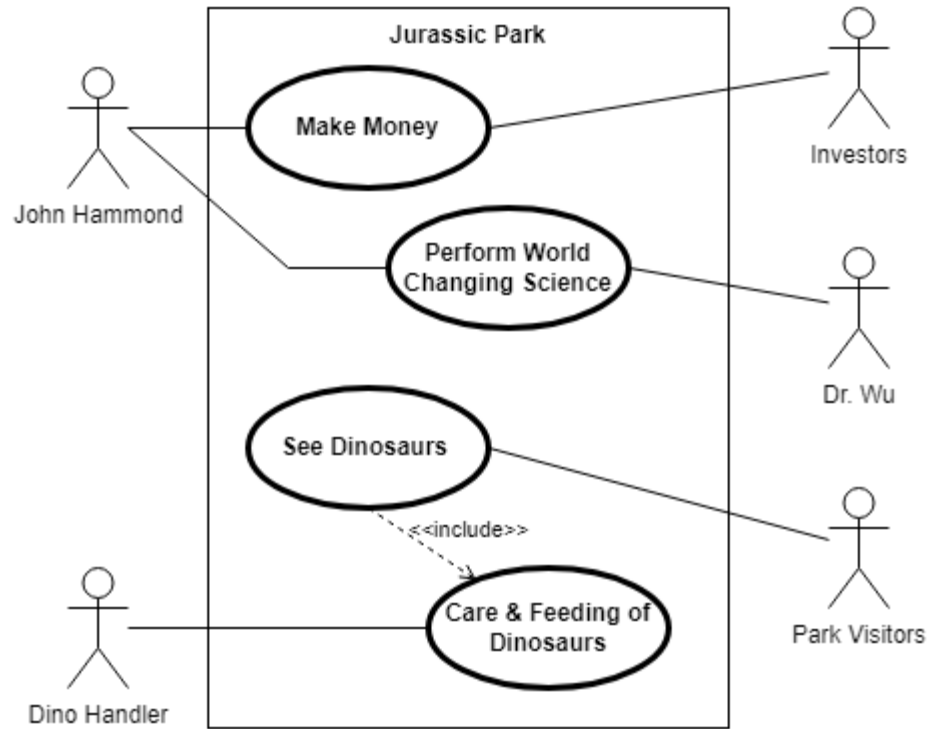 Jurassic Park
Make Money
Investors
John Hammond
Perform World
Changing Science
Dr. Wu
See Dinosaurs
<<include>>
Care & Feeding of
Dinosaurs
Park Visitors
Dino Handler